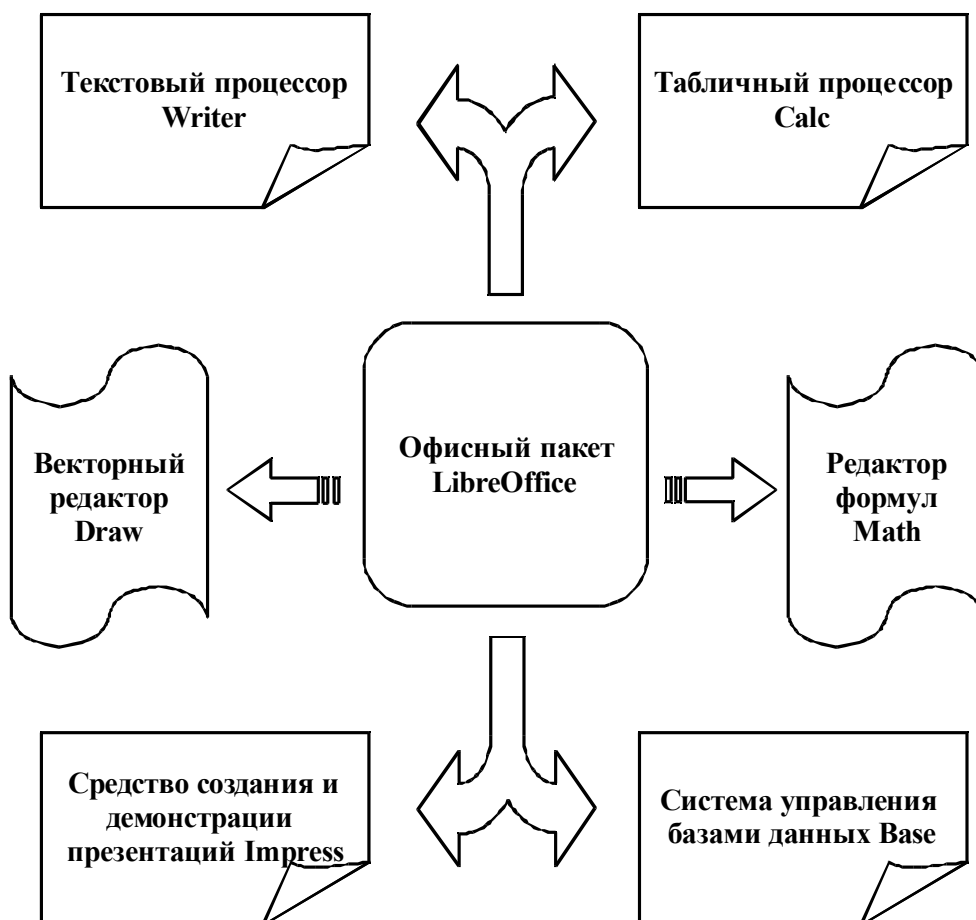 Текстовый процессор
Writer
Табличный процессор
Calc
Векторный
редактор
Draw
Офисный пакет
LibreOffice
Редактор
формул
Math
Средство создания и
демонстрации
презентаций Impress
Система управления
базами данных Base